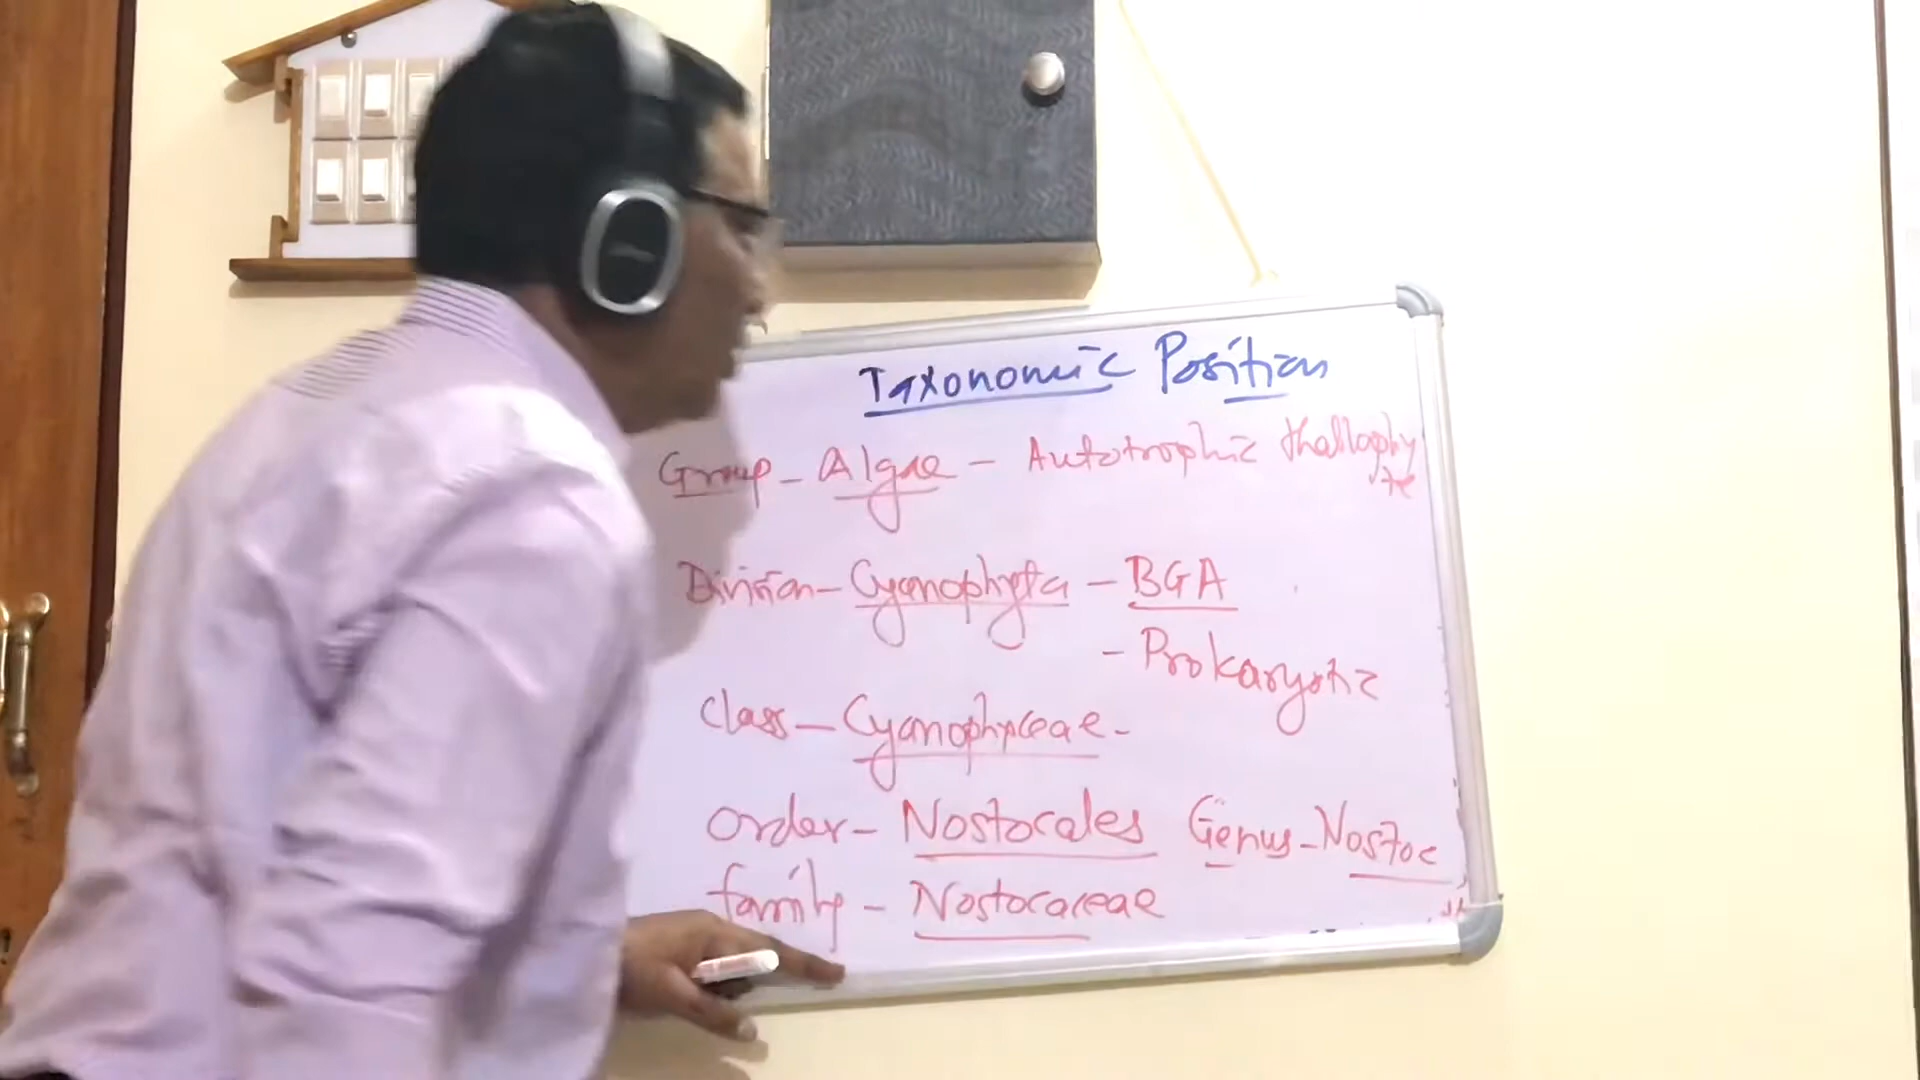 Taxonomic Position
Group - Algae - Autotrophic thallophyte
Division - Cyanophyta - BGA
- Prokaryotic
Class - Cyanophyceae -
order - Nostocales Genus - Nostoc
family - Nostocaceae